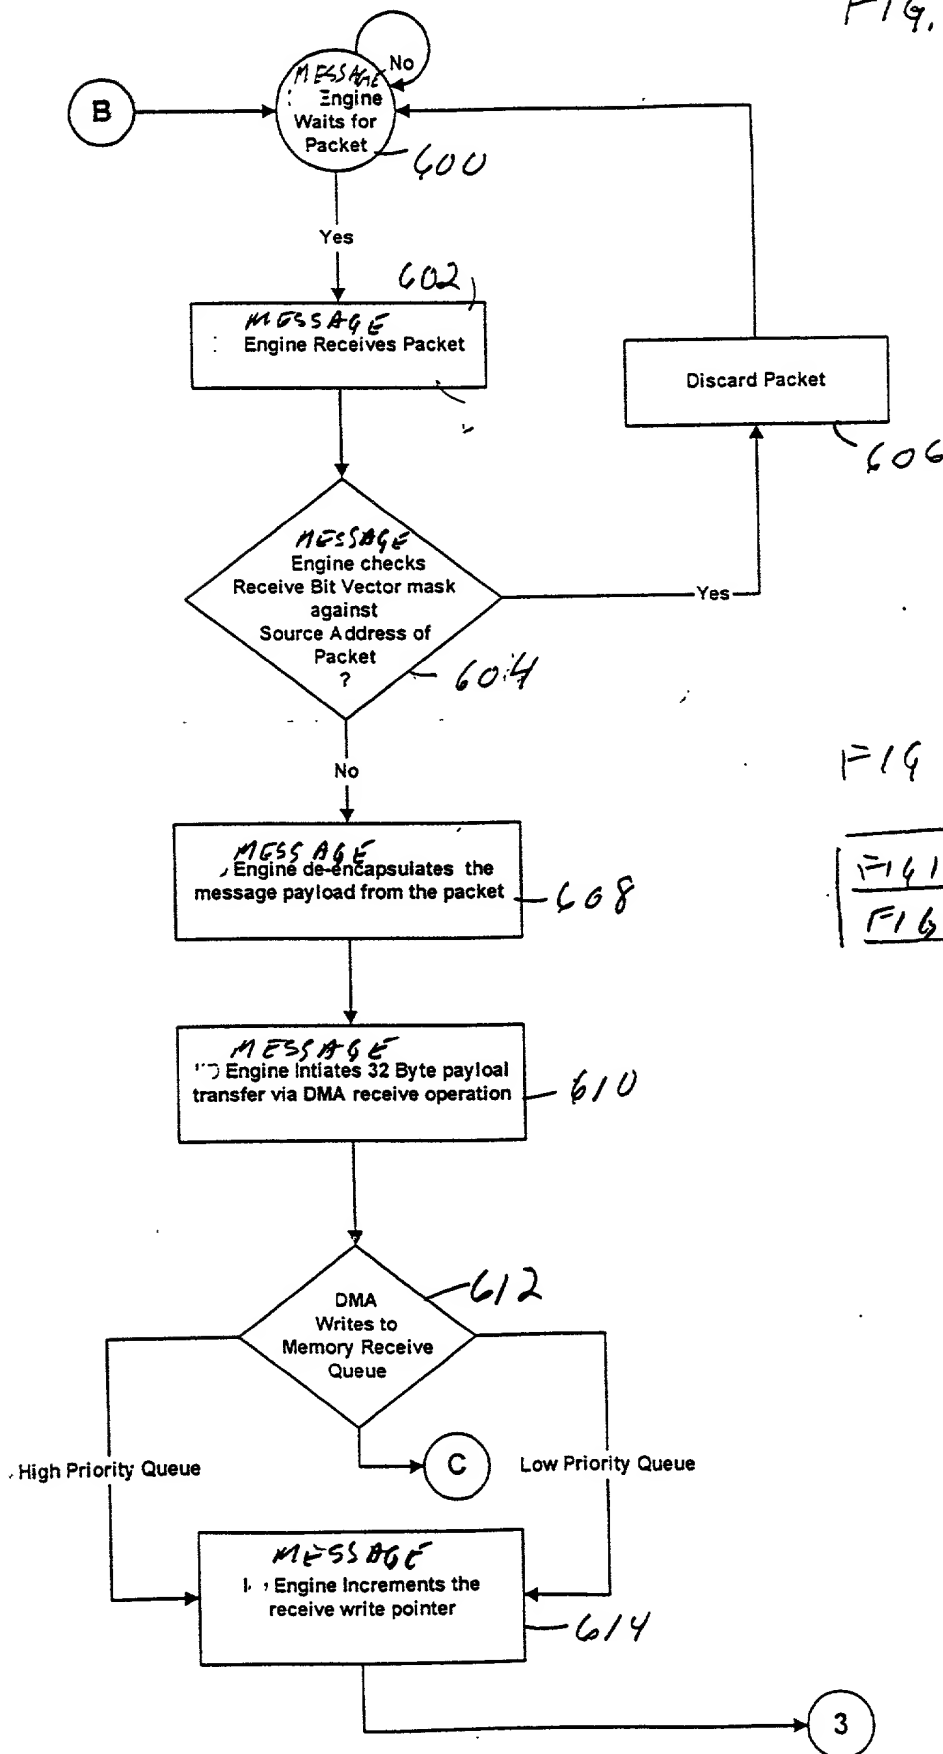 FIG.
No
MESSAGE
Engine
Waits for
Packet
600
B
Yes
602
MESSAGE
Engine Receives Packet
Discard Packet
606
MESSAGE
Engine checks
Receive Bit Vector mask
against
Source Address of
Packet
?
604
Yes
No
FIG
FIG 1
FIG
MESSAGE
Engine de-encapsulates the
message payload from the packet
608
MESSAGE
Engine Intiates 32 Byte payloal
transfer via DMA receive operation
610
612
DMA
Writes to
Memory Receive
Queue
C
High Priority Queue
Low Priority Queue
MESSAGE
Engine Increments the
receive write pointer
614
3